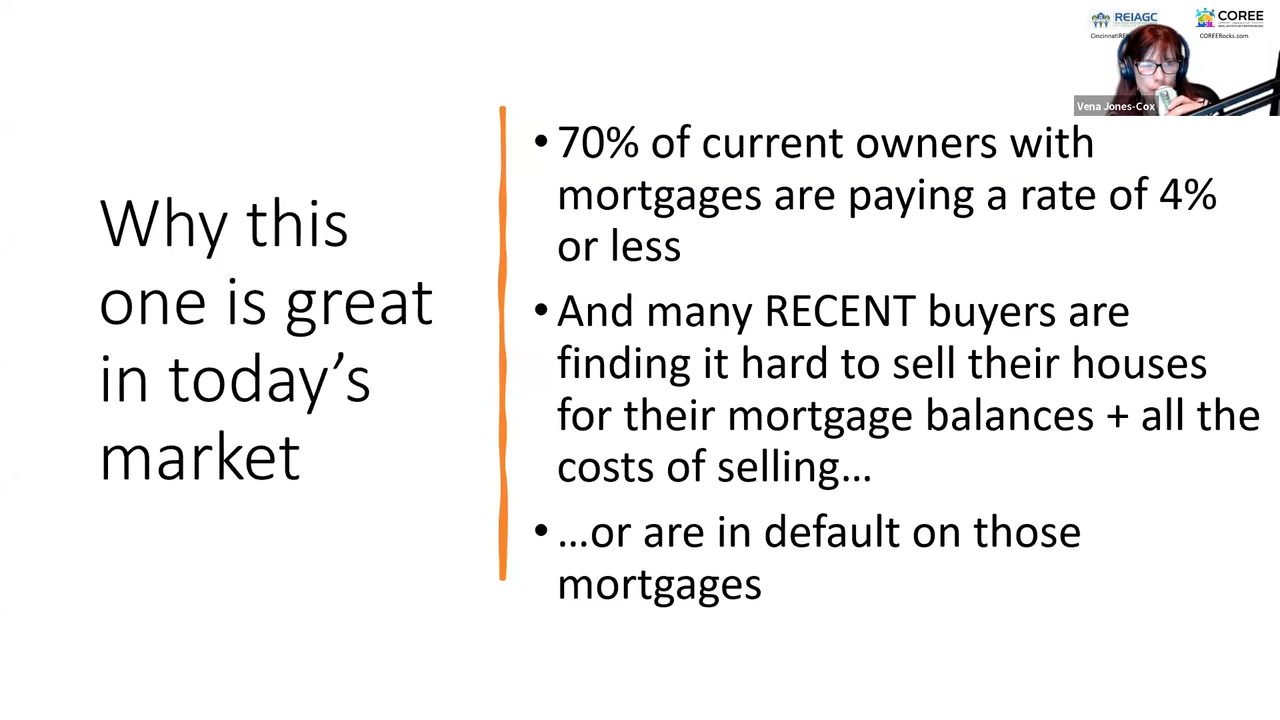 REIAGC
COREE
COREERocks.com
Vena Jones-Cox
Why this
one is great
in today’s
market
• 70% of current owners with
mortgages are paying a rate of 4%
or less
• And many RECENT buyers are
finding it hard to sell their houses
for their mortgage balances + all the
costs of selling…
• …or are in default on those
mortgages